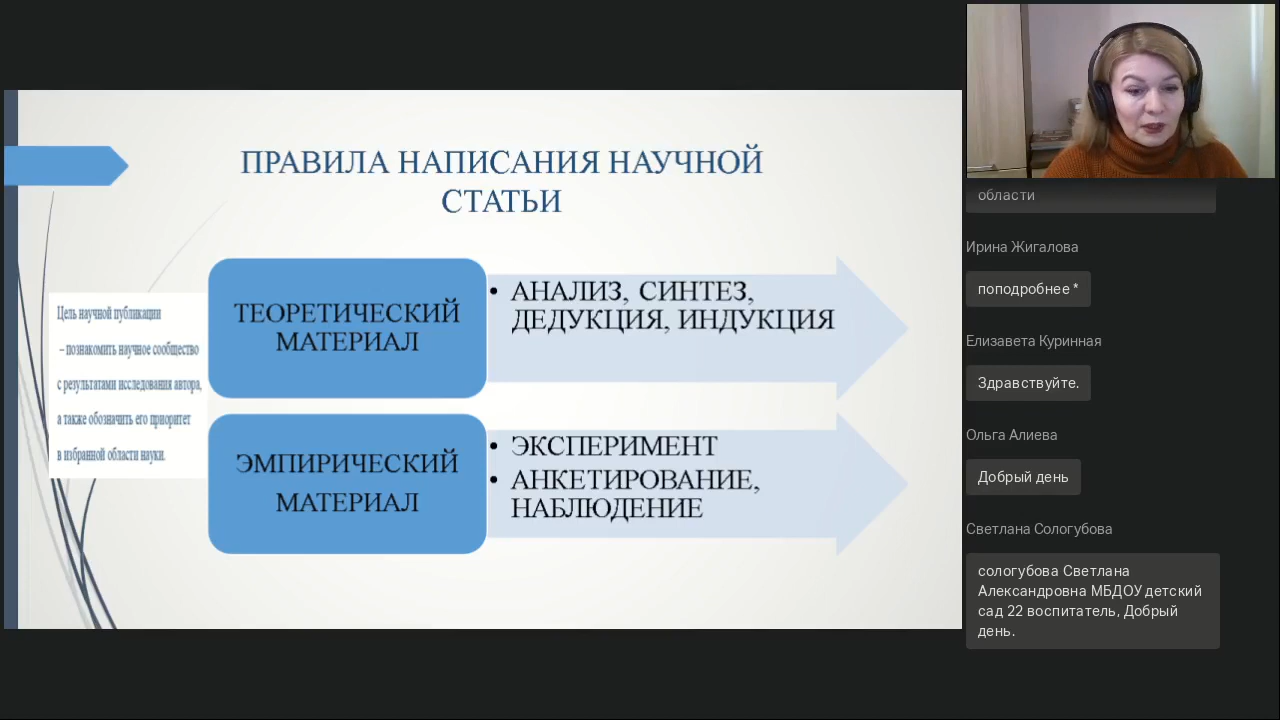 ПРАВИЛА НАПИСАНИЯ НАУЧНОЙ
СТАТЬИ
Цель научной публикации
– познакомить научное сообщество
с результатами исследования автора,
а также обозначить его приоритет
в избранной области науки.
ТЕОРЕТИЧЕСКИЙ
МАТЕРИАЛ
• АНАЛИЗ, СИНТЕЗ,
ДЕДУКЦИЯ, ИНДУКЦИЯ
ЭМПИРИЧЕСКИЙ
МАТЕРИАЛ
• ЭКСПЕРИМЕНТ
• АНКЕТИРОВАНИЕ,
НАБЛЮДЕНИЕ
области
Ирина Жигалова
поподробнее *
Елизавета Куринная
Здравствуйте.
Ольга Алиева
Добрый день
Светлана Сологубова
сологубова Светлана
Александровна МБДОУ детский
сад 22 воспитатель, Добрый
день.